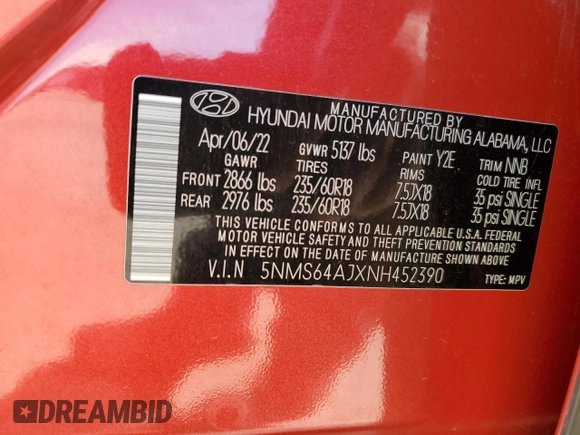 MANUFACTURED BY
HYUNDAI MOTOR MANUFACTURING ALABAMA, LLC
Apr/06/22 GVWR 5137 lbs PAINT Y2E TRIM NNB
GAWR TIRES RIMS COLD TIRE INFL
FRONT 2866 lbs 235/60R18 7.5JX18 35 psi SINGLE
REAR 2976 lbs 235/60R18 7.5JX18 35 psi SINGLE
THIS VEHICLE CONFORMS TO ALL APPLICABLE U.S.A. FEDERAL
MOTOR VEHICLE SAFETY AND THEFT PREVENTION STANDARDS
IN EFFECT ON THE DATE OF MANUFACTURE SHOWN ABOVE.
V.I.N 5NMS64AJXNH452390 TYPE: MPV
DREAMBID